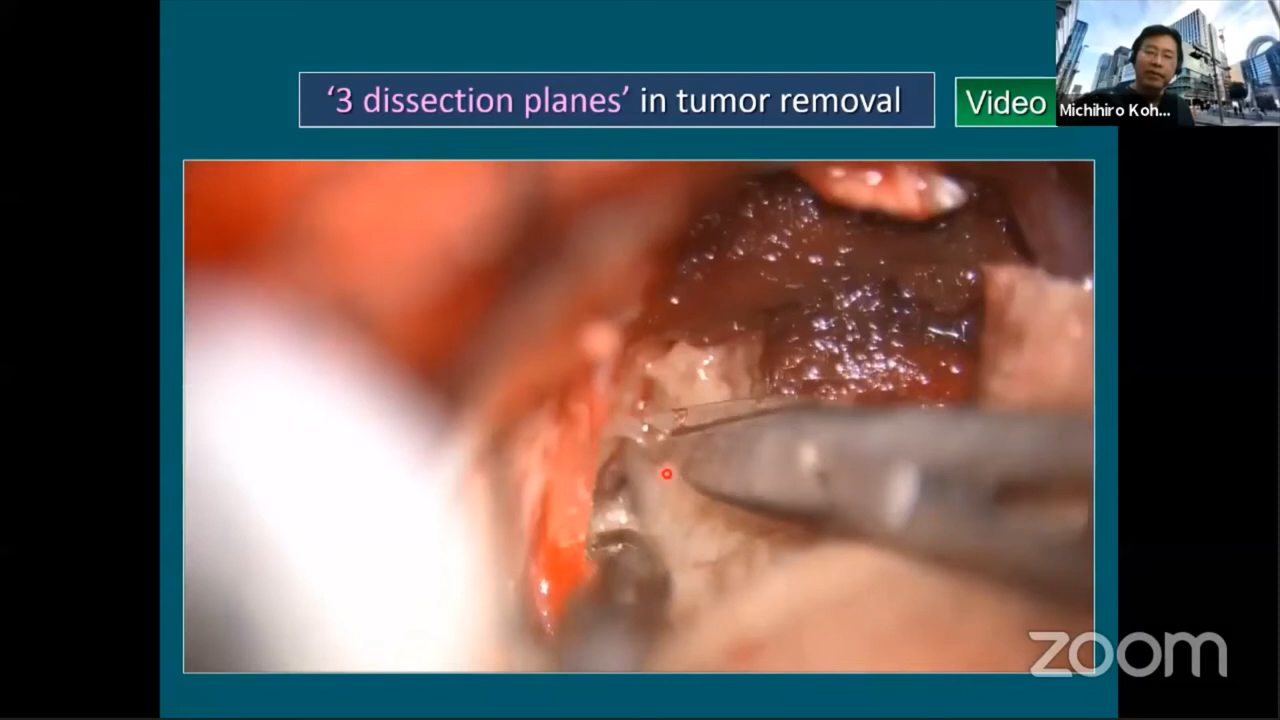 ‘3 dissection planes’ in tumor removal
Video
Michihiro Koh...
zoom